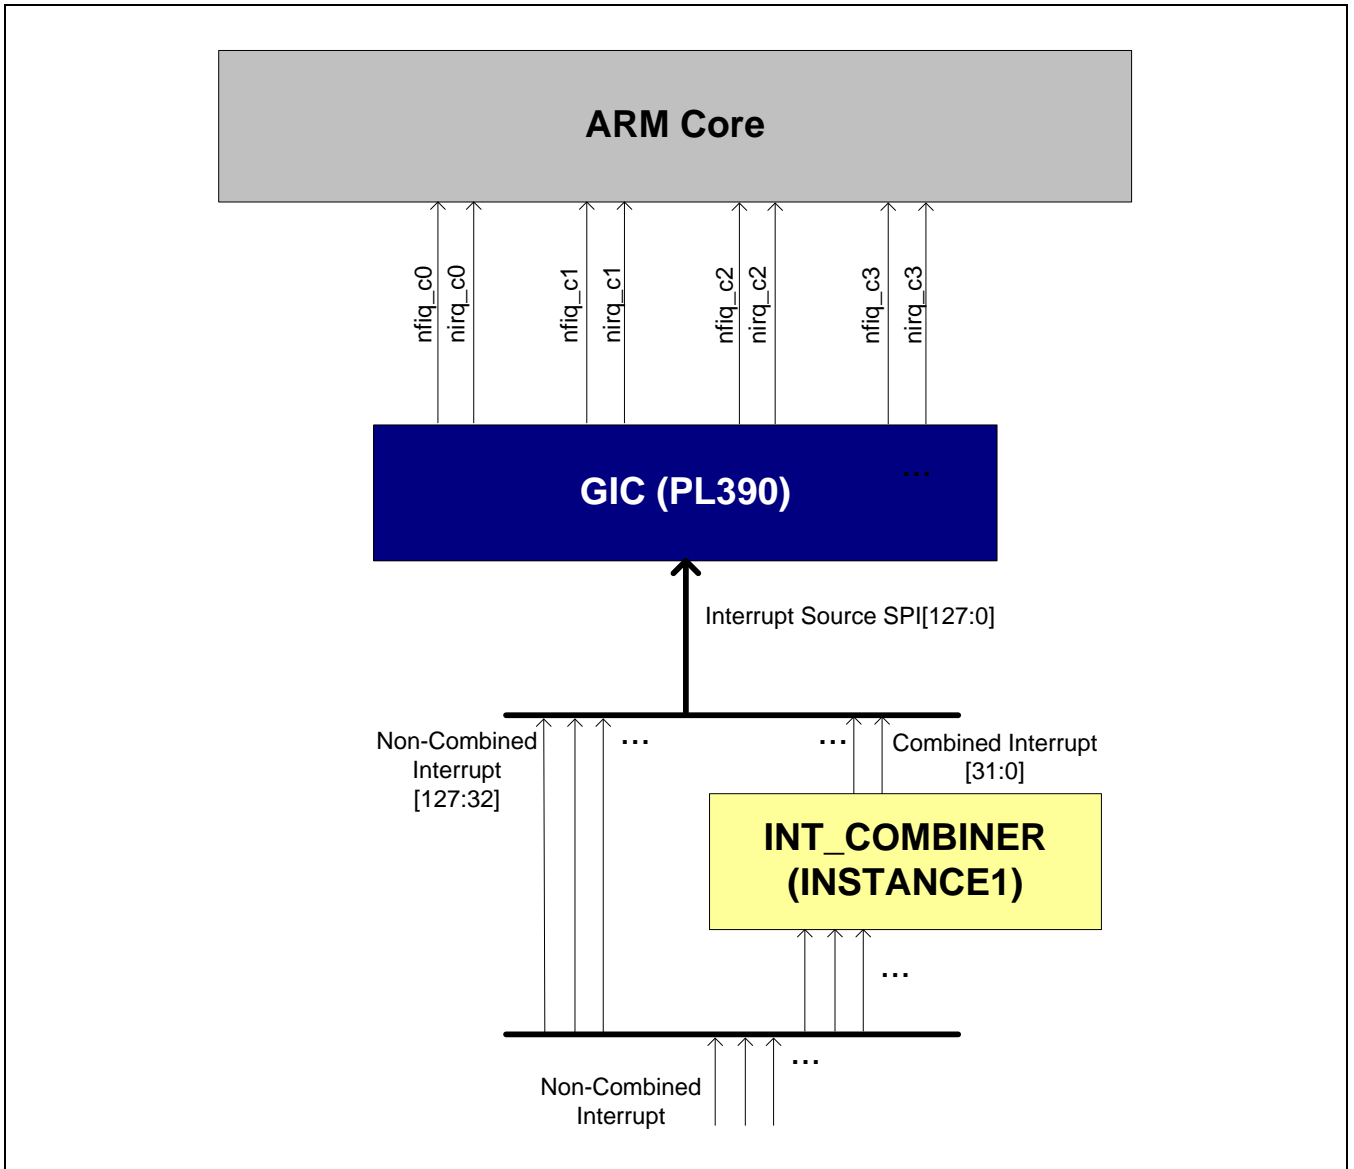 ARM Core
nfiq_c0
nirq_c0
nfiq_c1
nirq_c1
nfiq_c2
nirq_c2
nfiq_c3
nirq_c3
...
GIC (PL390)
Interrupt Source SPI[127:0]
Non-Combined
Interrupt
[127:32]
...
...
Combined Interrupt
[31:0]
INT_COMBINER
(INSTANCE1)
...
...
Non-Combined
Interrupt